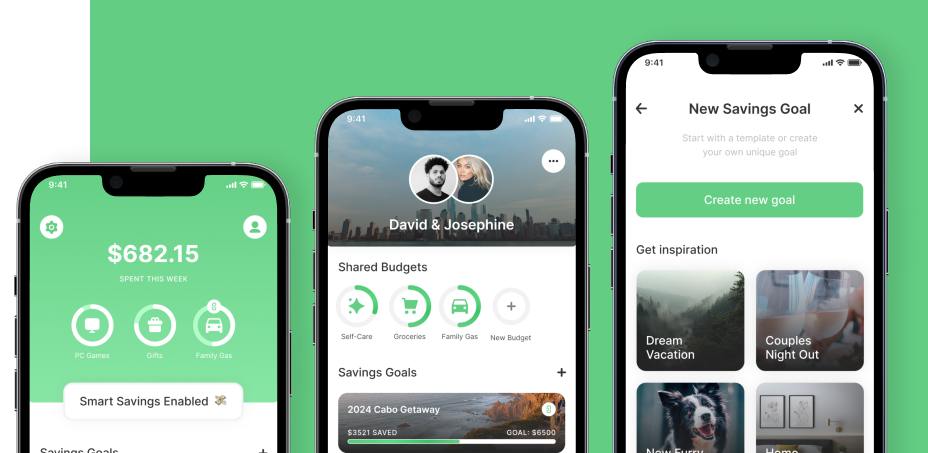 9:41
$682.15
SPENT THIS WEEK
PC Games
Gifts
Family Gas
Smart Savings Enabled
Savings Goals
9:41
David & Josephine
Shared Budgets
Self-Care
Groceries
Family Gas
New Budget
Savings Goals
2024 Cabo Getaway
$3521 SAVED
GOAL: $6500
9:41
New Savings Goal
Start with a template or create
your own unique goal
Create new goal
Get inspiration
Dream
Vacation
Couples
Night Out
New Furry
Home